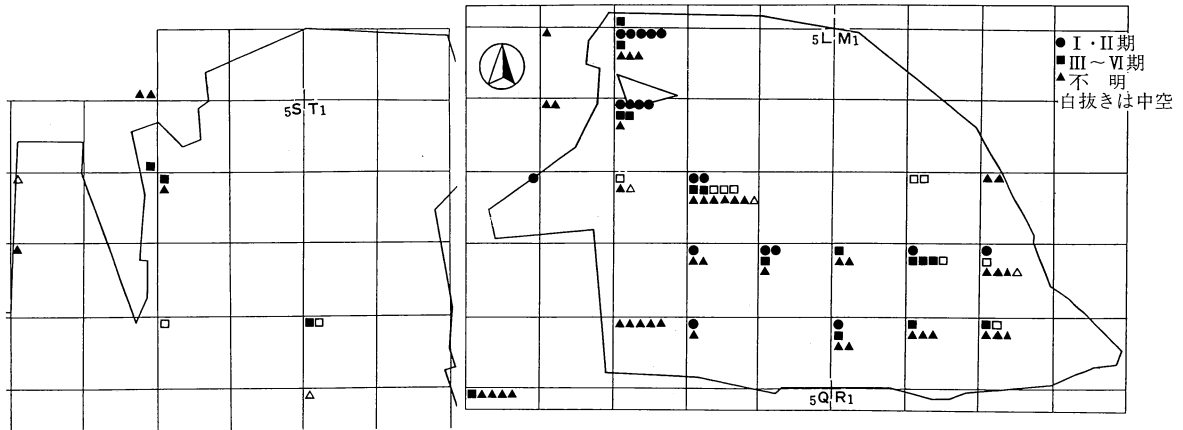 5S T1
5L M1
5Q R1
● I・II期
■ III～VI期
▲ 不 明
白抜きは中空